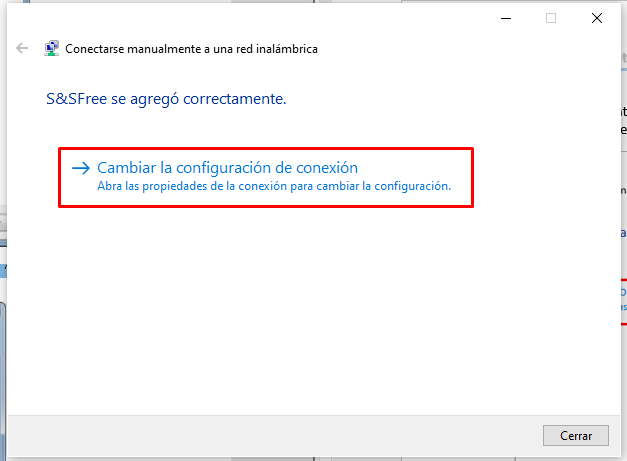 Conectarse manualmente a una red inalámbrica
S&SFree se agregó correctamente.
Cambiar la configuración de conexión
Abra las propiedades de la conexión para cambiar la configuración.
Cerrar